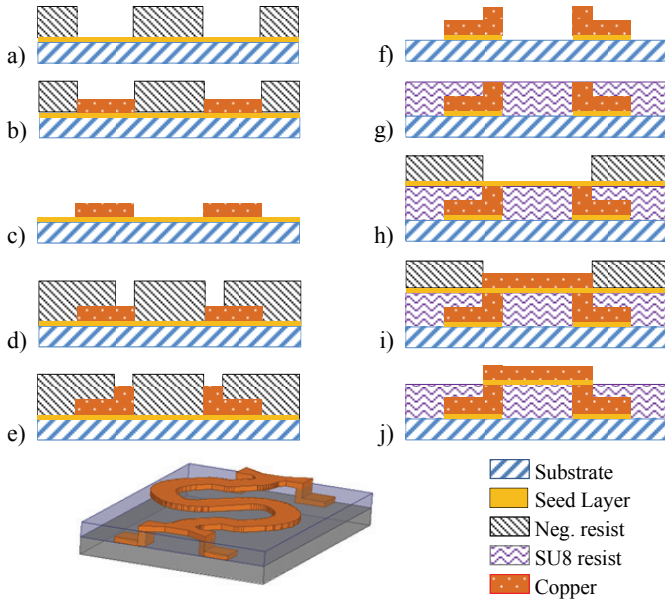 a)
b)
c)
d)
e)
f)
g)
h)
i)
j)
Substrate
Seed Layer
Neg. resist
SU8 resist
Copper